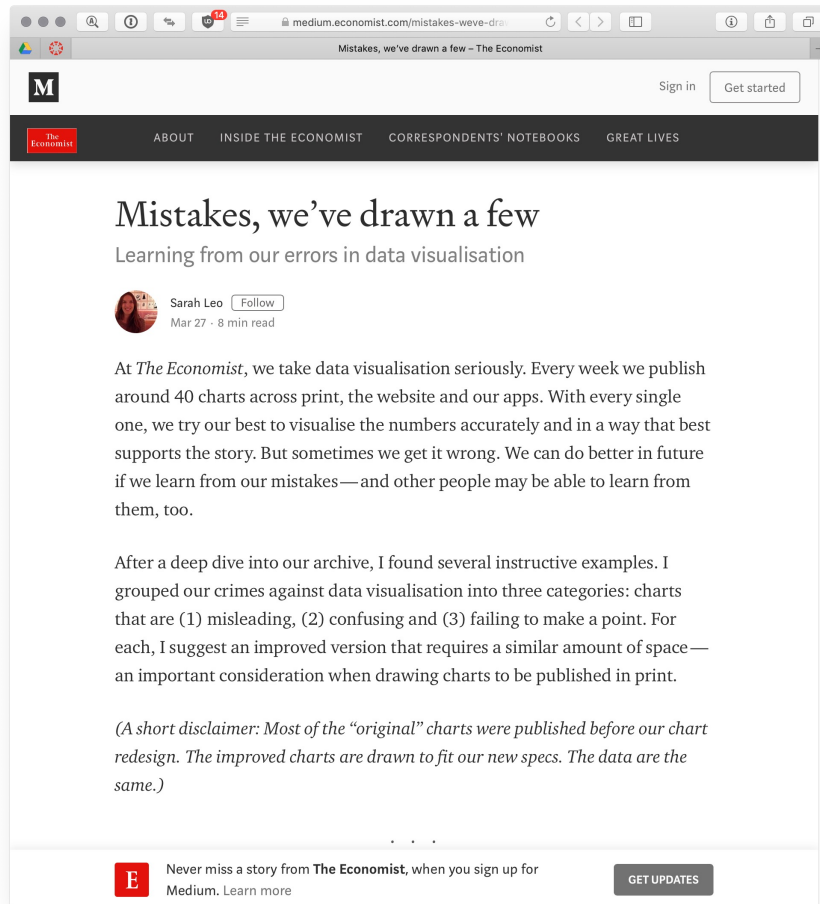 14
medium.economist.com/mistakes-weve-dra
Mistakes, we've drawn a few – The Economist
M
Sign in
Get started
The
Economist
ABOUT
INSIDE THE ECONOMIST
CORRESPONDENTS' NOTEBOOKS
GREAT LIVES
Mistakes, we've drawn a few
Learning from our errors in data visualisation
Sarah Leo
Follow
Mar 27 · 8 min read
At The Economist, we take data visualisation seriously. Every week we publish
around 40 charts across print, the website and our apps. With every single
one, we try our best to visualise the numbers accurately and in a way that best
supports the story. But sometimes we get it wrong. We can do better in future
if we learn from our mistakes — and other people may be able to learn from
them, too.
After a deep dive into our archive, I found several instructive examples. I
grouped our crimes against data visualisation into three categories: charts
that are (1) misleading, (2) confusing and (3) failing to make a point. For
each, I suggest an improved version that requires a similar amount of space —
an important consideration when drawing charts to be published in print.
(A short disclaimer: Most of the “original” charts were published before our chart
redesign. The improved charts are drawn to fit our new specs. The data are the
same.)
. . .
E
Never miss a story from The Economist, when you sign up for
Medium. Learn more
GET UPDATES